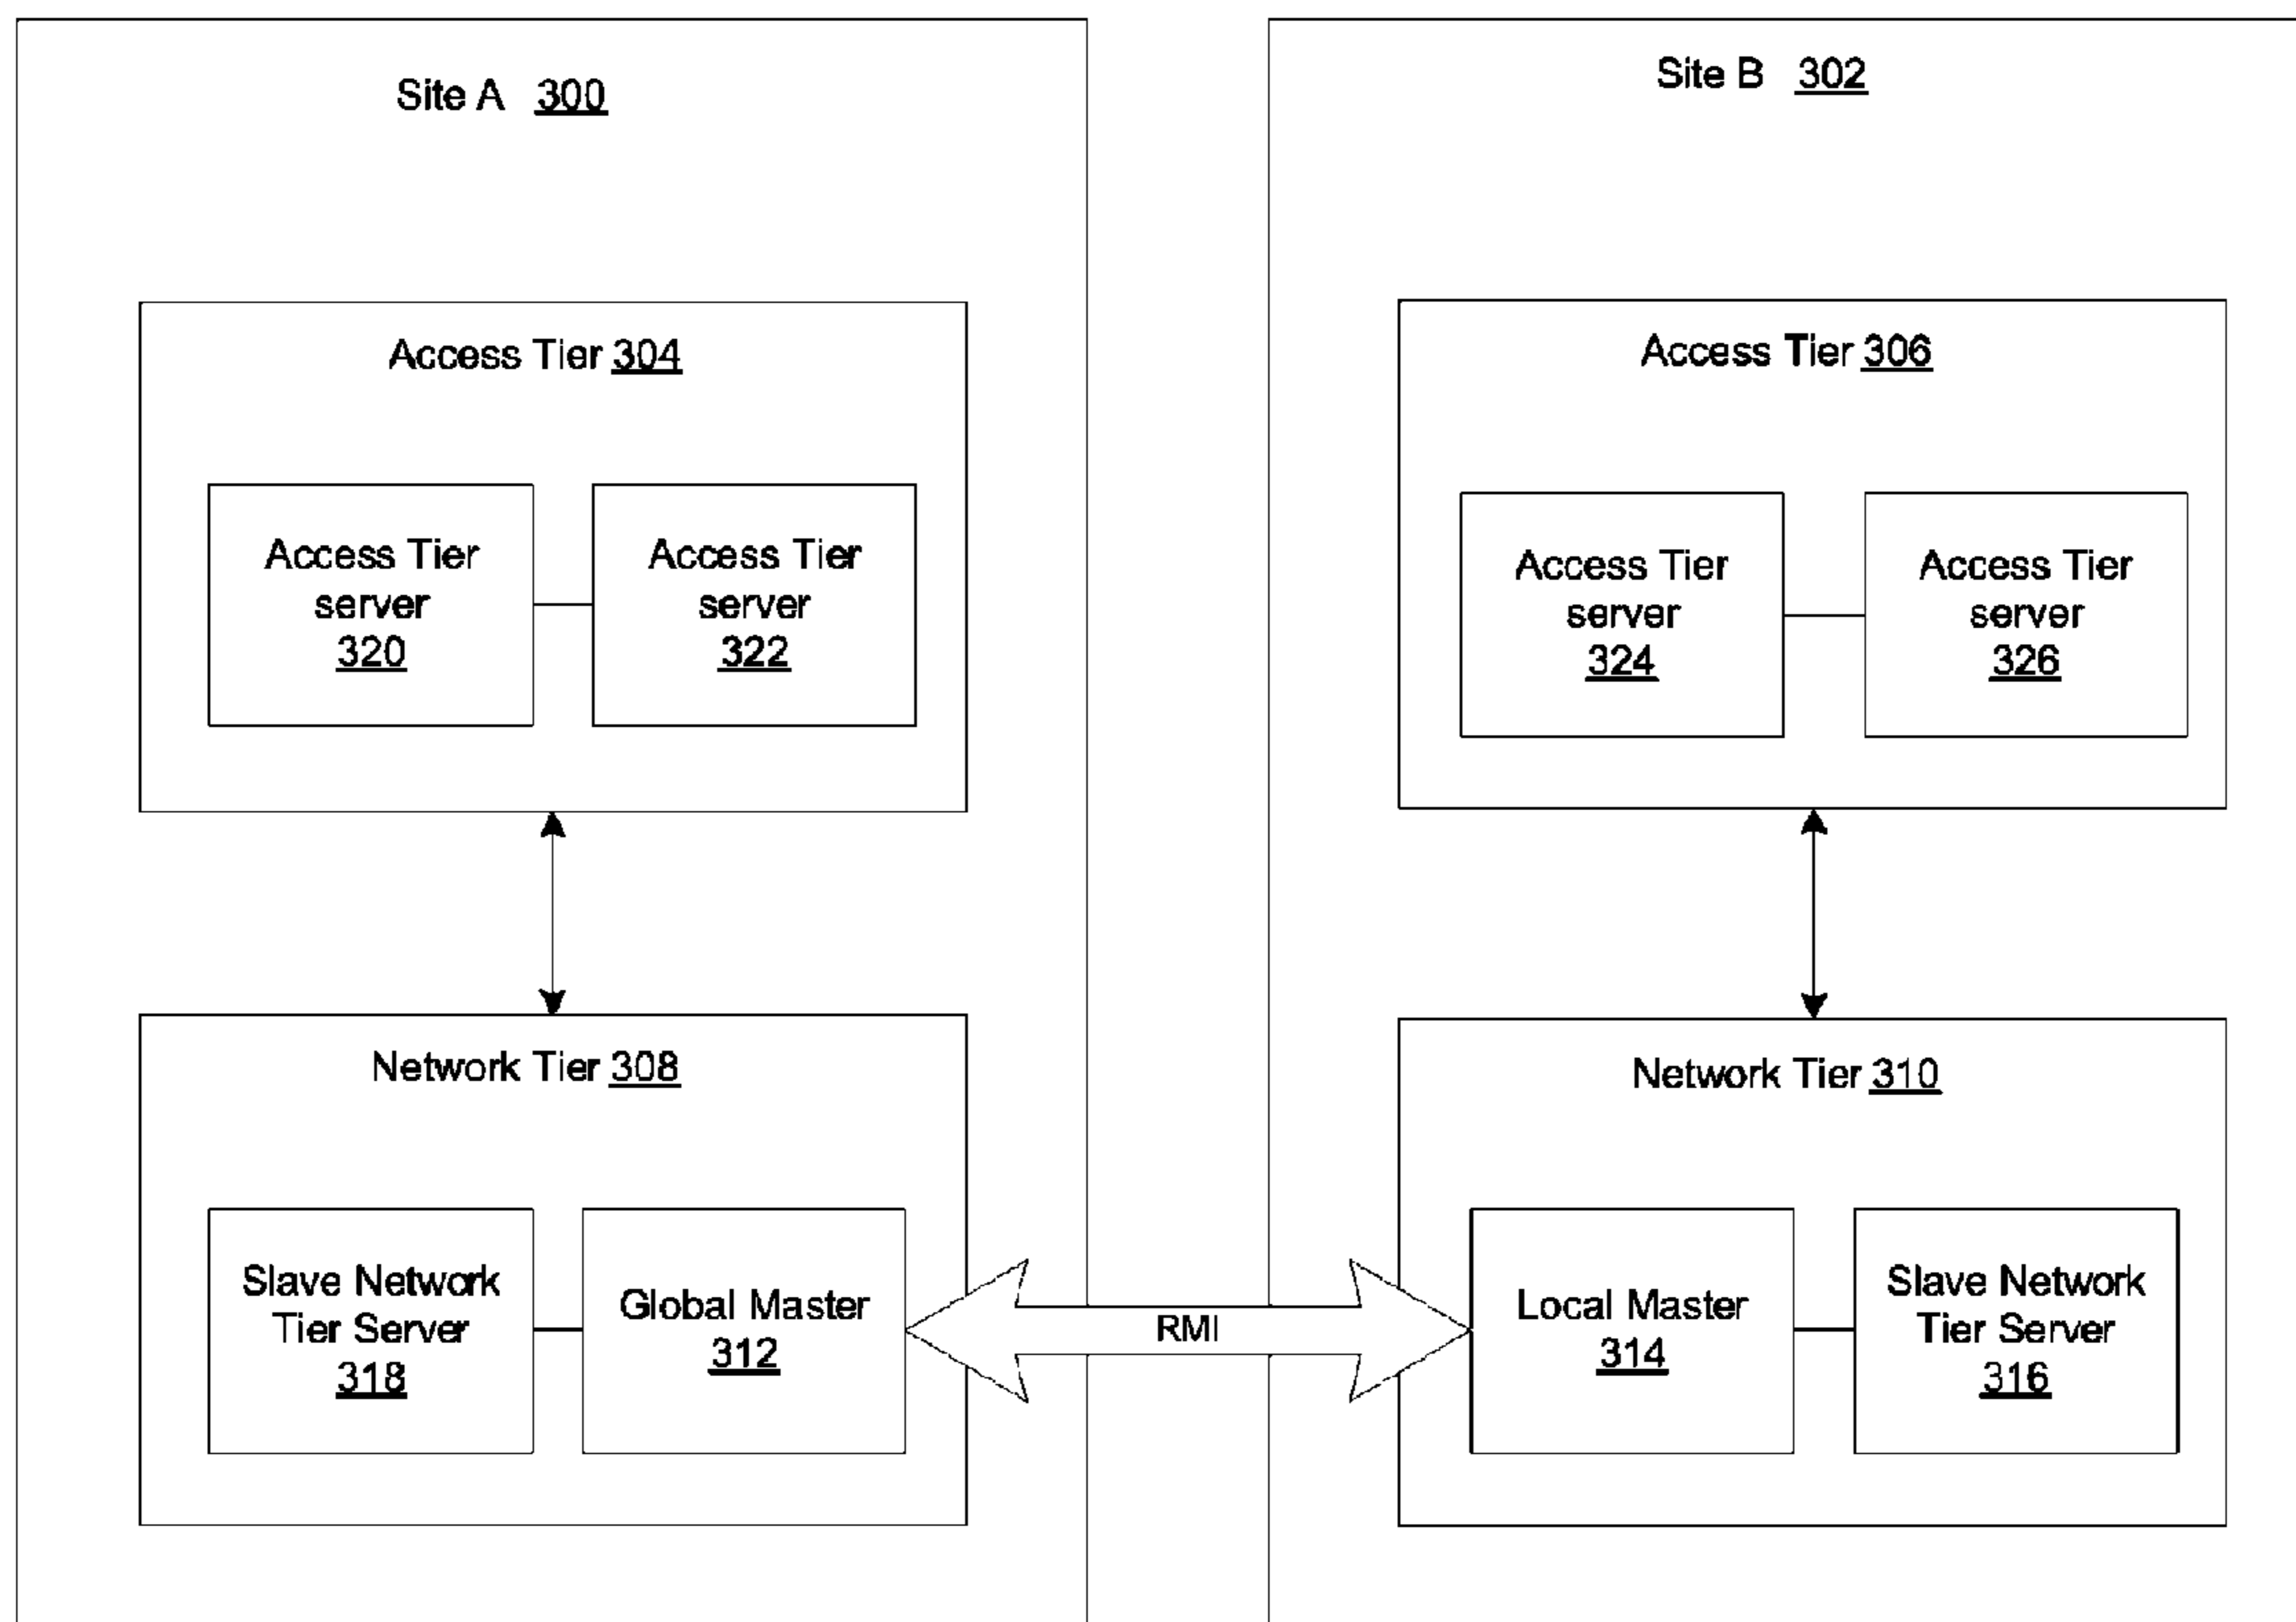 Site A 300
Access Tier 304
Access Tier
server
320
Access Tier
server
322
Network Tier 308
Slave Network
Tier Server
318
Global Master
312
RMI
Site B 302
Access Tier 306
Access Tier
server
324
Access Tier
server
326
Network Tier 310
Local Master
314
Slave Network
Tier Server
316